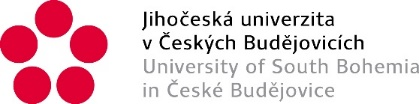 Jihočeská univerzita
v Českých Budějovicích
University of South Bohemia
in České Budějovice